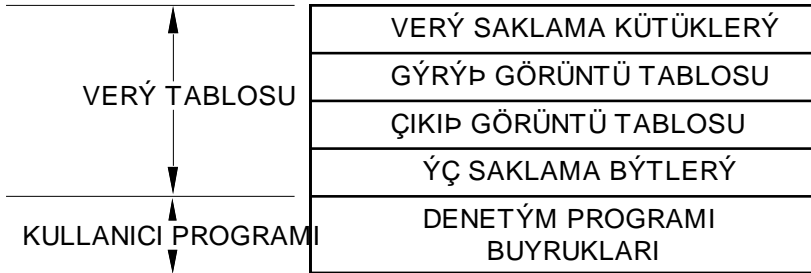 VERÝ SAKLAMA KÜTÜKLERÝ
GÝRÝÞ GÖRÜNTÜ TABLOSU
VERÝ TABLOSU
ÇIKIÞ GÖRÜNTÜ TABLOSU
ÝÇ SAKLAMA BÝTLERÝ
KULLANICI PROGRAMI
DENETÝM PROGRAMI
BUYRUKLARI